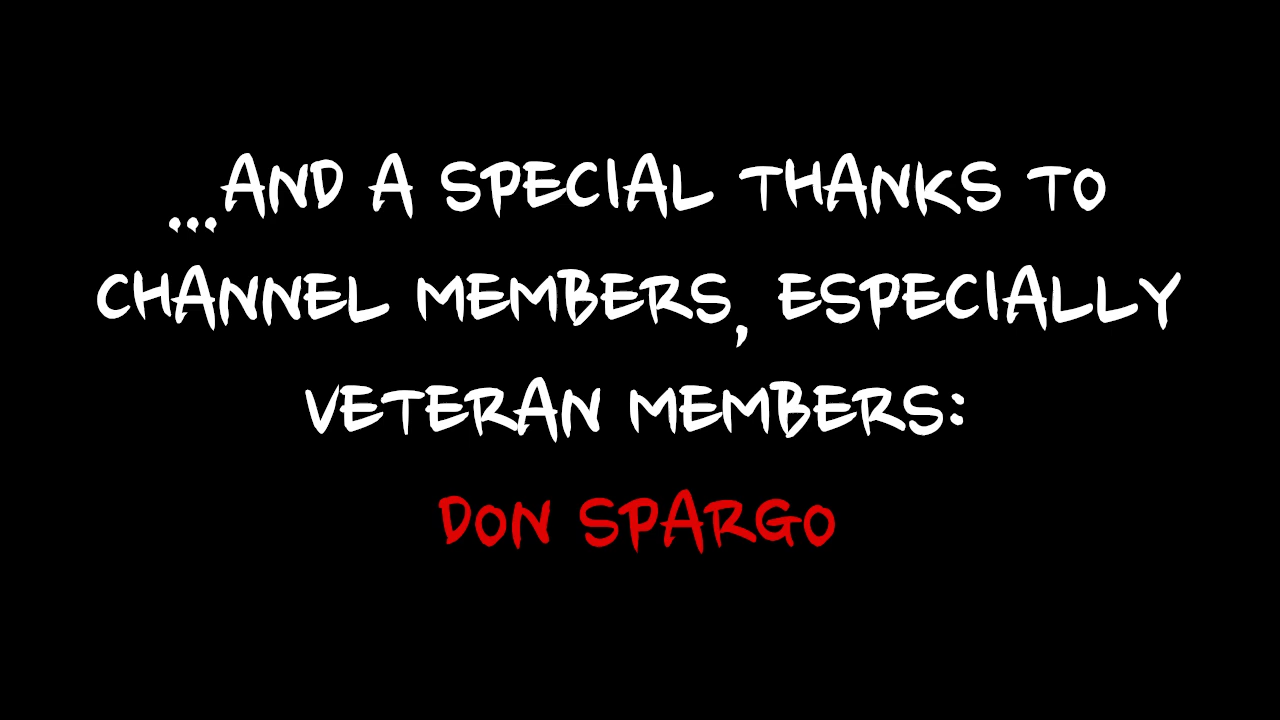 ...AND A SPECIAL THANKS TO
CHANNEL MEMBERS, ESPECIALLY
VETERAN MEMBERS:
DON SPARGO